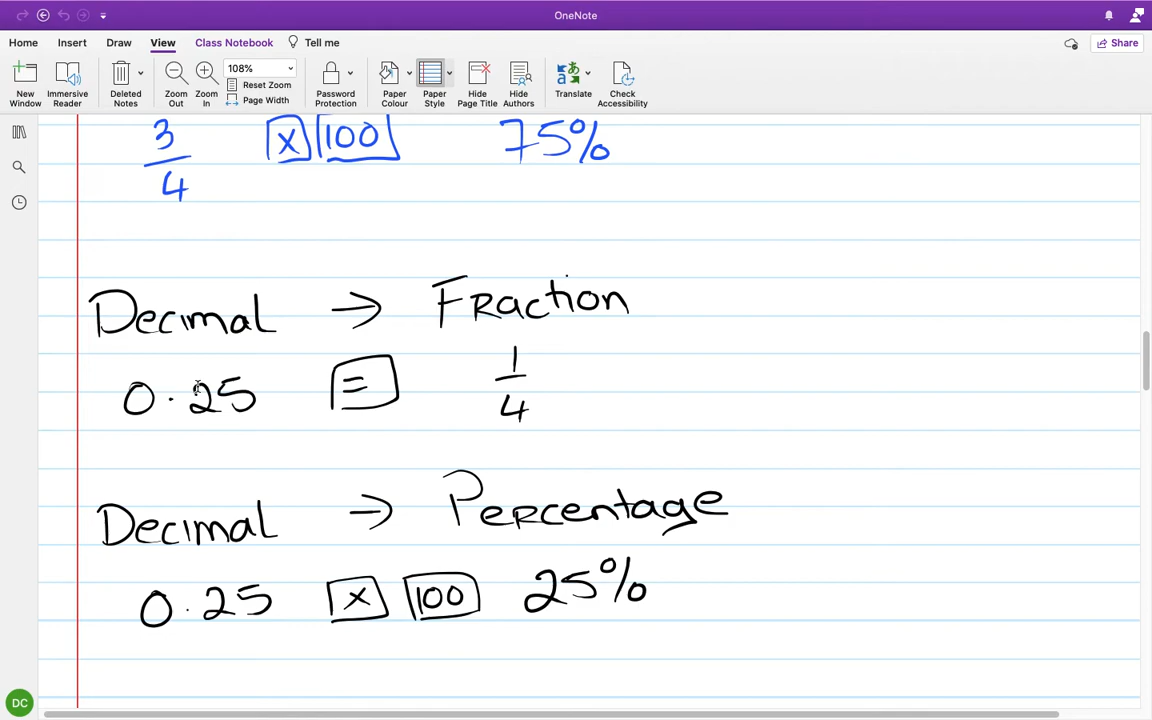 OneNote
Home Insert Draw View Class Notebook Tell me Share
108%
Reset Zoom
Page Width
New Window Immersive Reader Deleted Notes Zoom Out Zoom In Password Protection Paper Colour Paper Style Hide Page Title Hide Authors Translate Check Accessibility
3/4 × 100 75%
Decimal → Fraction
0.25 = 1/4
Decimal → Percentage
0.25 × 100 25%
DC